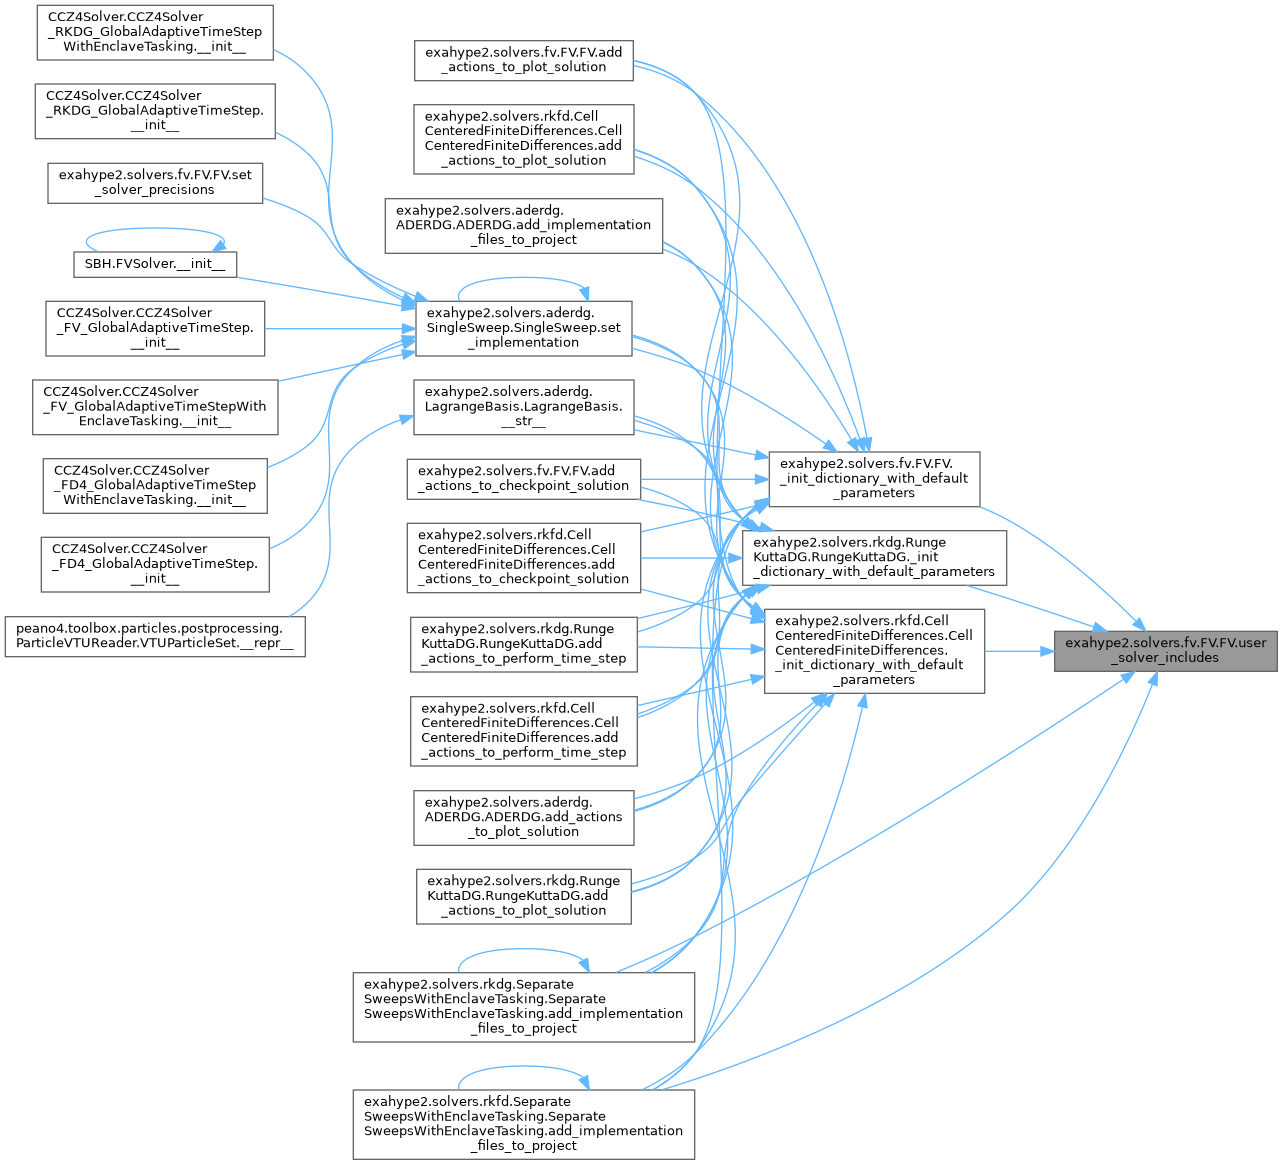 CCZ4Solver.CCZ4Solver
_RKDG_GlobalAdaptiveTimeStep
WithEnclaveTasking.__init__
CCZ4Solver.CCZ4Solver
_RKDG_GlobalAdaptiveTimeStep.
__init__
exahype2.solvers.fv.FV.FV.set
_solver_precisions
SBH.FVSolver.__init__
CCZ4Solver.CCZ4Solver
_FV_GlobalAdaptiveTimeStep.
__init__
CCZ4Solver.CCZ4Solver
_FV_GlobalAdaptiveTimeStepWith
EnclaveTasking.__init__
CCZ4Solver.CCZ4Solver
_FD4_GlobalAdaptiveTimeStep
WithEnclaveTasking.__init__
CCZ4Solver.CCZ4Solver
_FD4_GlobalAdaptiveTimeStep.
__init__
peano4.toolbox.particles.postprocessing.
ParticleVTUReader.VTUParticleSet.__repr__
exahype2.solvers.fv.FV.FV.add
_actions_to_plot_solution
exahype2.solvers.rkfd.Cell
CenteredFiniteDifferences.Cell
CenteredFiniteDifferences.add
_actions_to_plot_solution
exahype2.solvers.aderdg.
ADERDG.ADERDG.add_implementation
_files_to_project
exahype2.solvers.aderdg.
SingleSweep.SingleSweep.set
_implementation
exahype2.solvers.aderdg.
LagrangeBasis.LagrangeBasis.
__str__
exahype2.solvers.fv.FV.FV.add
_actions_to_checkpoint_solution
exahype2.solvers.rkfd.Cell
CenteredFiniteDifferences.Cell
CenteredFiniteDifferences.add
_actions_to_checkpoint_solution
exahype2.solvers.rkdg.Runge
KuttaDG.RungeKuttaDG.add
_actions_to_perform_time_step
exahype2.solvers.rkfd.Cell
CenteredFiniteDifferences.Cell
CenteredFiniteDifferences.add
_actions_to_perform_time_step
exahype2.solvers.aderdg.
ADERDG.ADERDG.add_actions
_to_plot_solution
exahype2.solvers.rkdg.Runge
KuttaDG.RungeKuttaDG.add
_actions_to_plot_solution
exahype2.solvers.rkdg.Separate
SweepsWithEnclaveTasking.Separate
SweepsWithEnclaveTasking.add_implementation
_files_to_project
exahype2.solvers.rkfd.Separate
SweepsWithEnclaveTasking.Separate
SweepsWithEnclaveTasking.add_implementation
_files_to_project
exahype2.solvers.fv.FV.FV.
_init_dictionary_with_default
_parameters
exahype2.solvers.rkdg.Runge
KuttaDG.RungeKuttaDG._init
_dictionary_with_default_parameters
exahype2.solvers.rkfd.Cell
CenteredFiniteDifferences.Cell
CenteredFiniteDifferences.
_init_dictionary_with_default
_parameters
exahype2.solvers.fv.FV.FV.user
_solver_includes